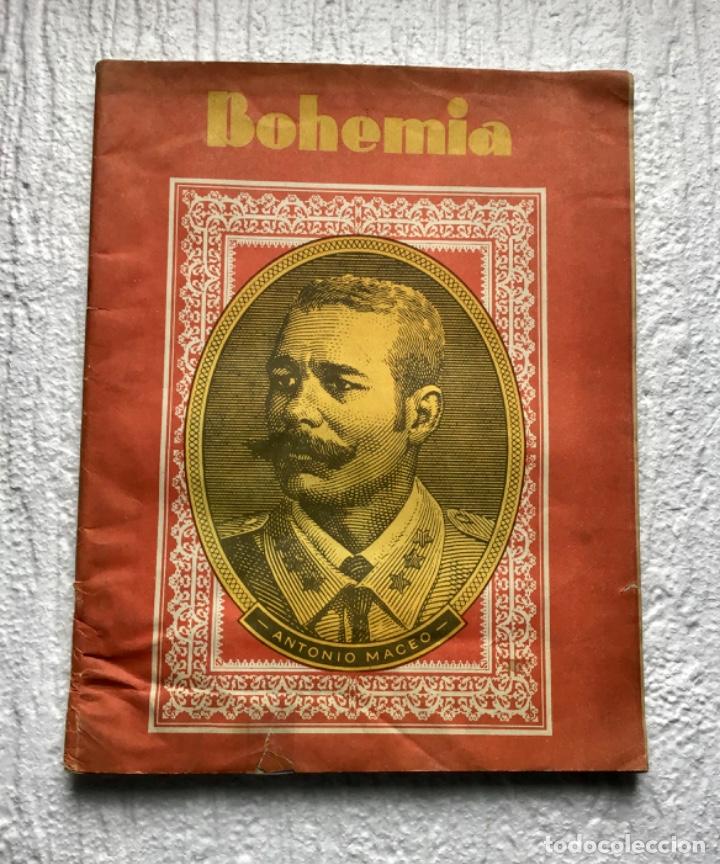 Bohemia
— ANTONIO MACEO —
todocoleccion